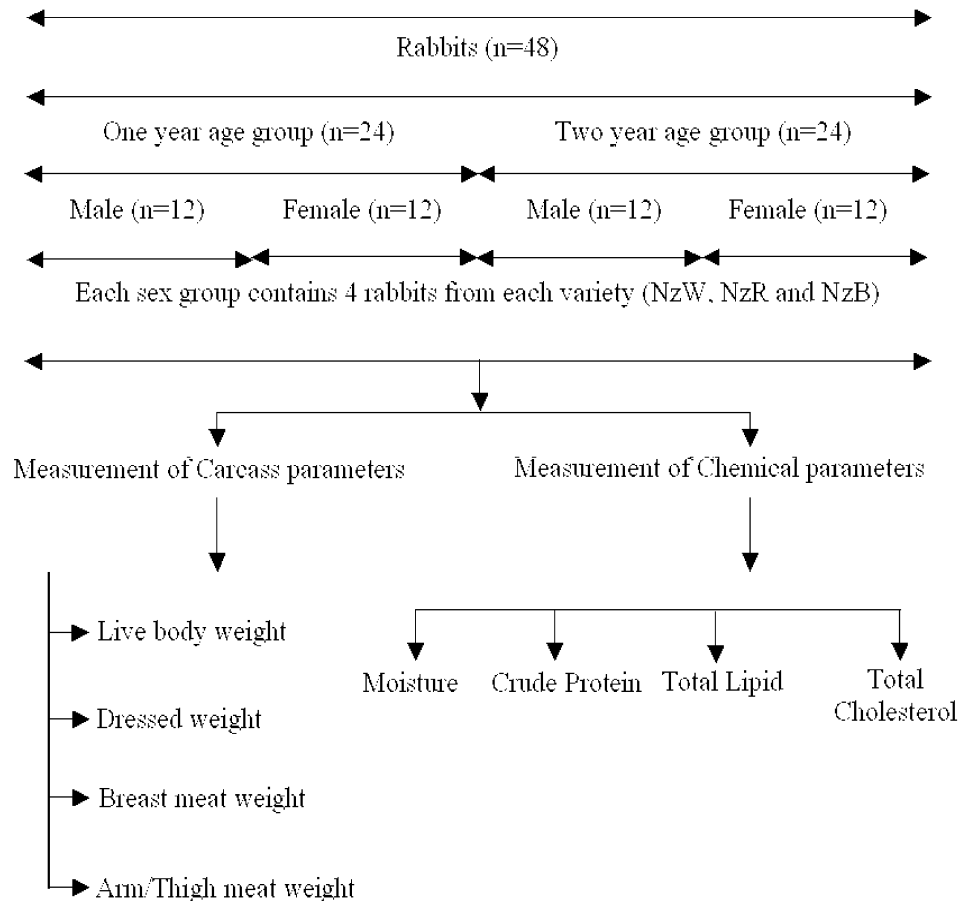 Rabbits (n=48)
One year age group (n=24)
Two year age group (n=24)
Male (n=12)
Female (n=12)
Male (n=12)
Female (n=12)
Each sex group contains 4 rabbits from each variety (NzW, NzR and NzB)
Measurement of Carcass parameters
Measurement of Chemical parameters
Live body weight
Dressed weight
Breast meat weight
Arm/Thigh meat weight
Moisture
Crude Protein
Total Lipid
Total
Cholesterol